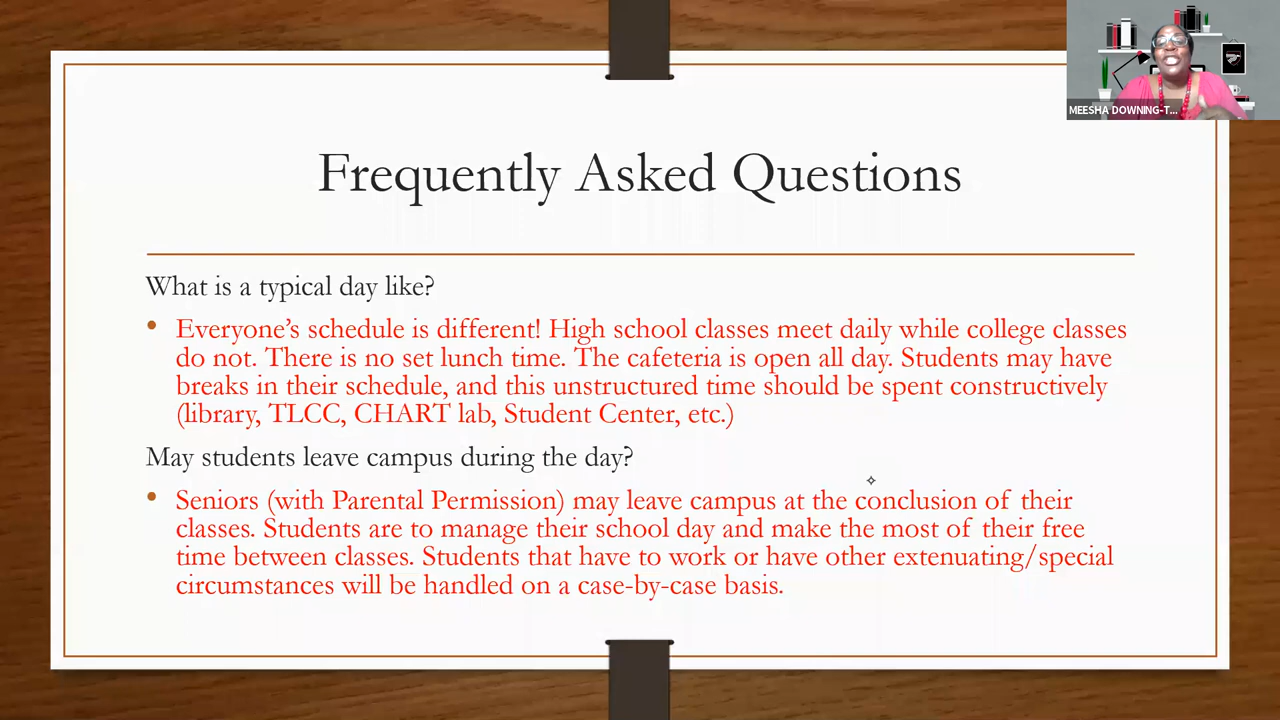 MEESHA DOWNING-T...
Frequently Asked Questions
What is a typical day like?
• Everyone’s schedule is different! High school classes meet daily while college classes
do not. There is no set lunch time. The cafeteria is open all day. Students may have
breaks in their schedule, and this unstructured time should be spent constructively
(library, TLCC, CHART lab, Student Center, etc.)
May students leave campus during the day?
• Seniors (with Parental Permission) may leave campus at the conclusion of their
classes. Students are to manage their school day and make the most of their free
time between classes. Students that have to work or have other extenuating/special
circumstances will be handled on a case-by-case basis.